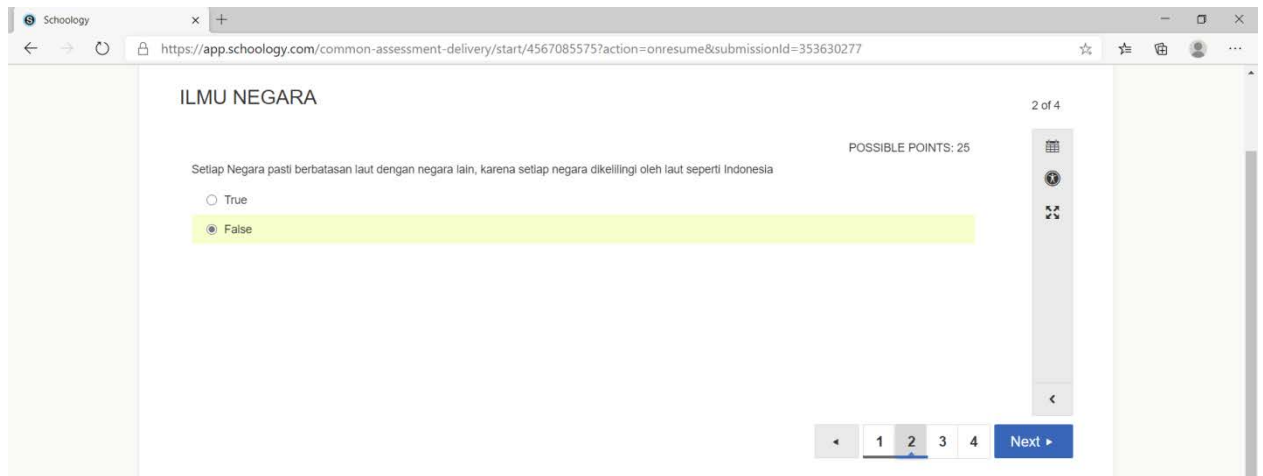 Schoology
https://app.schoology.com/common-assessment-delivery/start/4567085575?action=onresume&submissionId=353630277
ILMU NEGARA
2 of 4
POSSIBLE POINTS: 25
Setiap Negara pasti berbatasan laut dengan negara lain, karena setiap negara dikelilingi oleh laut seperti Indonesia
True
False
1 2 3 4 Next